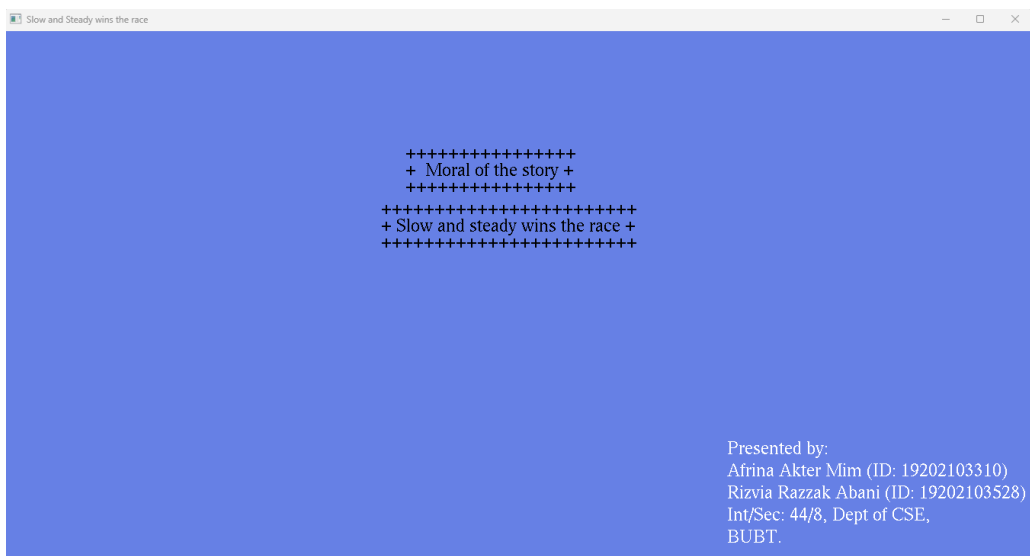 Slow and Steady wins the race
++++++++++++++++
+ Moral of the story +
++++++++++++++++
++++++++++++++++++++++++
+ Slow and steady wins the race +
++++++++++++++++++++++++
Presented by:
Afrina Akter Mim (ID: 19202103310)
Rizvia Razzak Abani (ID: 19202103528)
Int/Sec: 44/8, Dept of CSE,
BUBT.